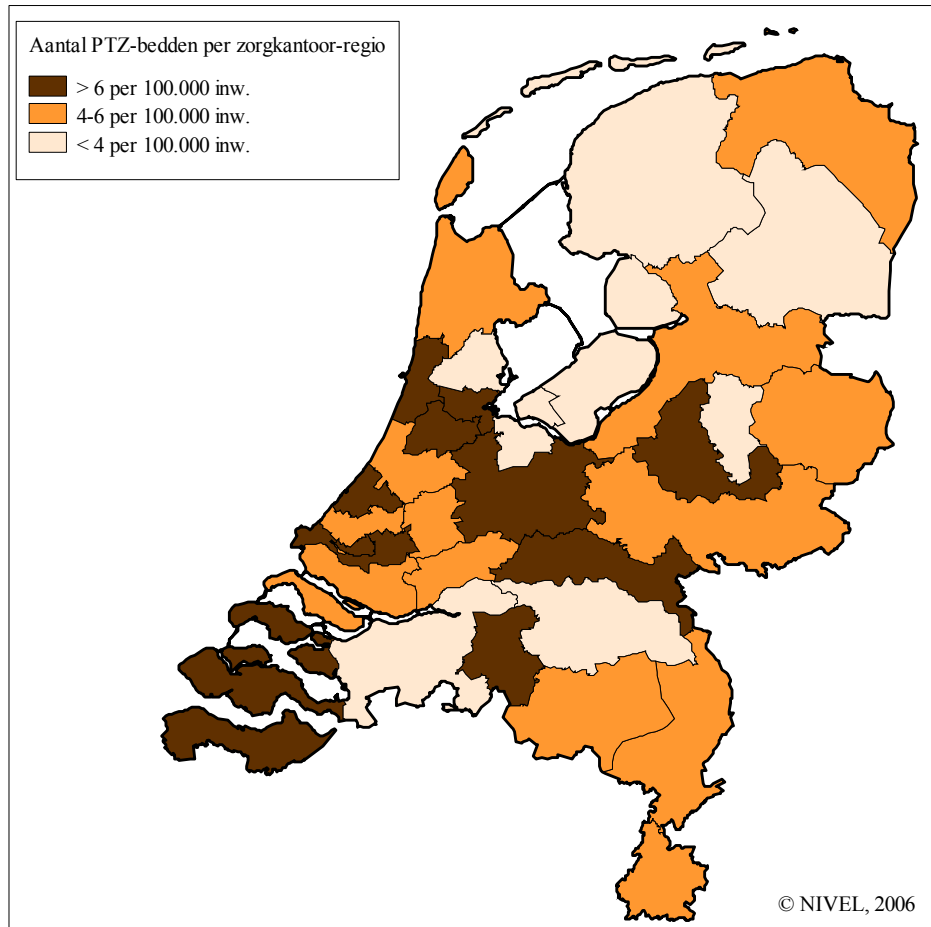 Aantal PTZ-bedden per zorgkantoor-regio
> 6 per 100.000 inw.
4-6 per 100.000 inw.
< 4 per 100.000 inw.
© NIVEL, 2006